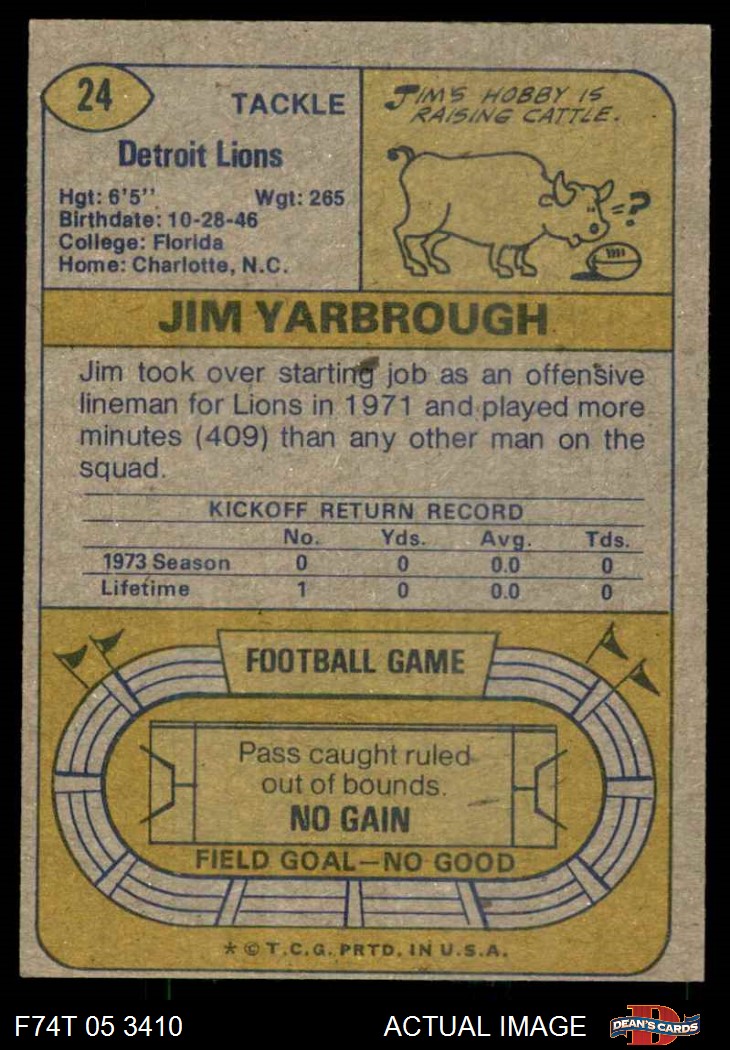 24
TACKLE
Detroit Lions
Hgt: 6'5'' Wgt: 265
Birthdate: 10-28-46
College: Florida
Home: Charlotte, N.C.
JIM'S HOBBY IS
RAISING CATTLE.
=?
JIM YARBROUGH
Jim took over starting job as an offensive
lineman for Lions in 1971 and played more
minutes (409) than any other man on the
squad.
KICKOFF RETURN RECORD
No. Yds. Avg. Tds.
1973 Season 0 0 0.0 0
Lifetime 1 0 0.0 0
FOOTBALL GAME
Pass caught ruled
out of bounds.
NO GAIN
FIELD GOAL—NO GOOD
* © T.C.G. PRTD. IN U.S.A.
F74T 05 3410 ACTUAL IMAGE
D
DEAN'S CARDS